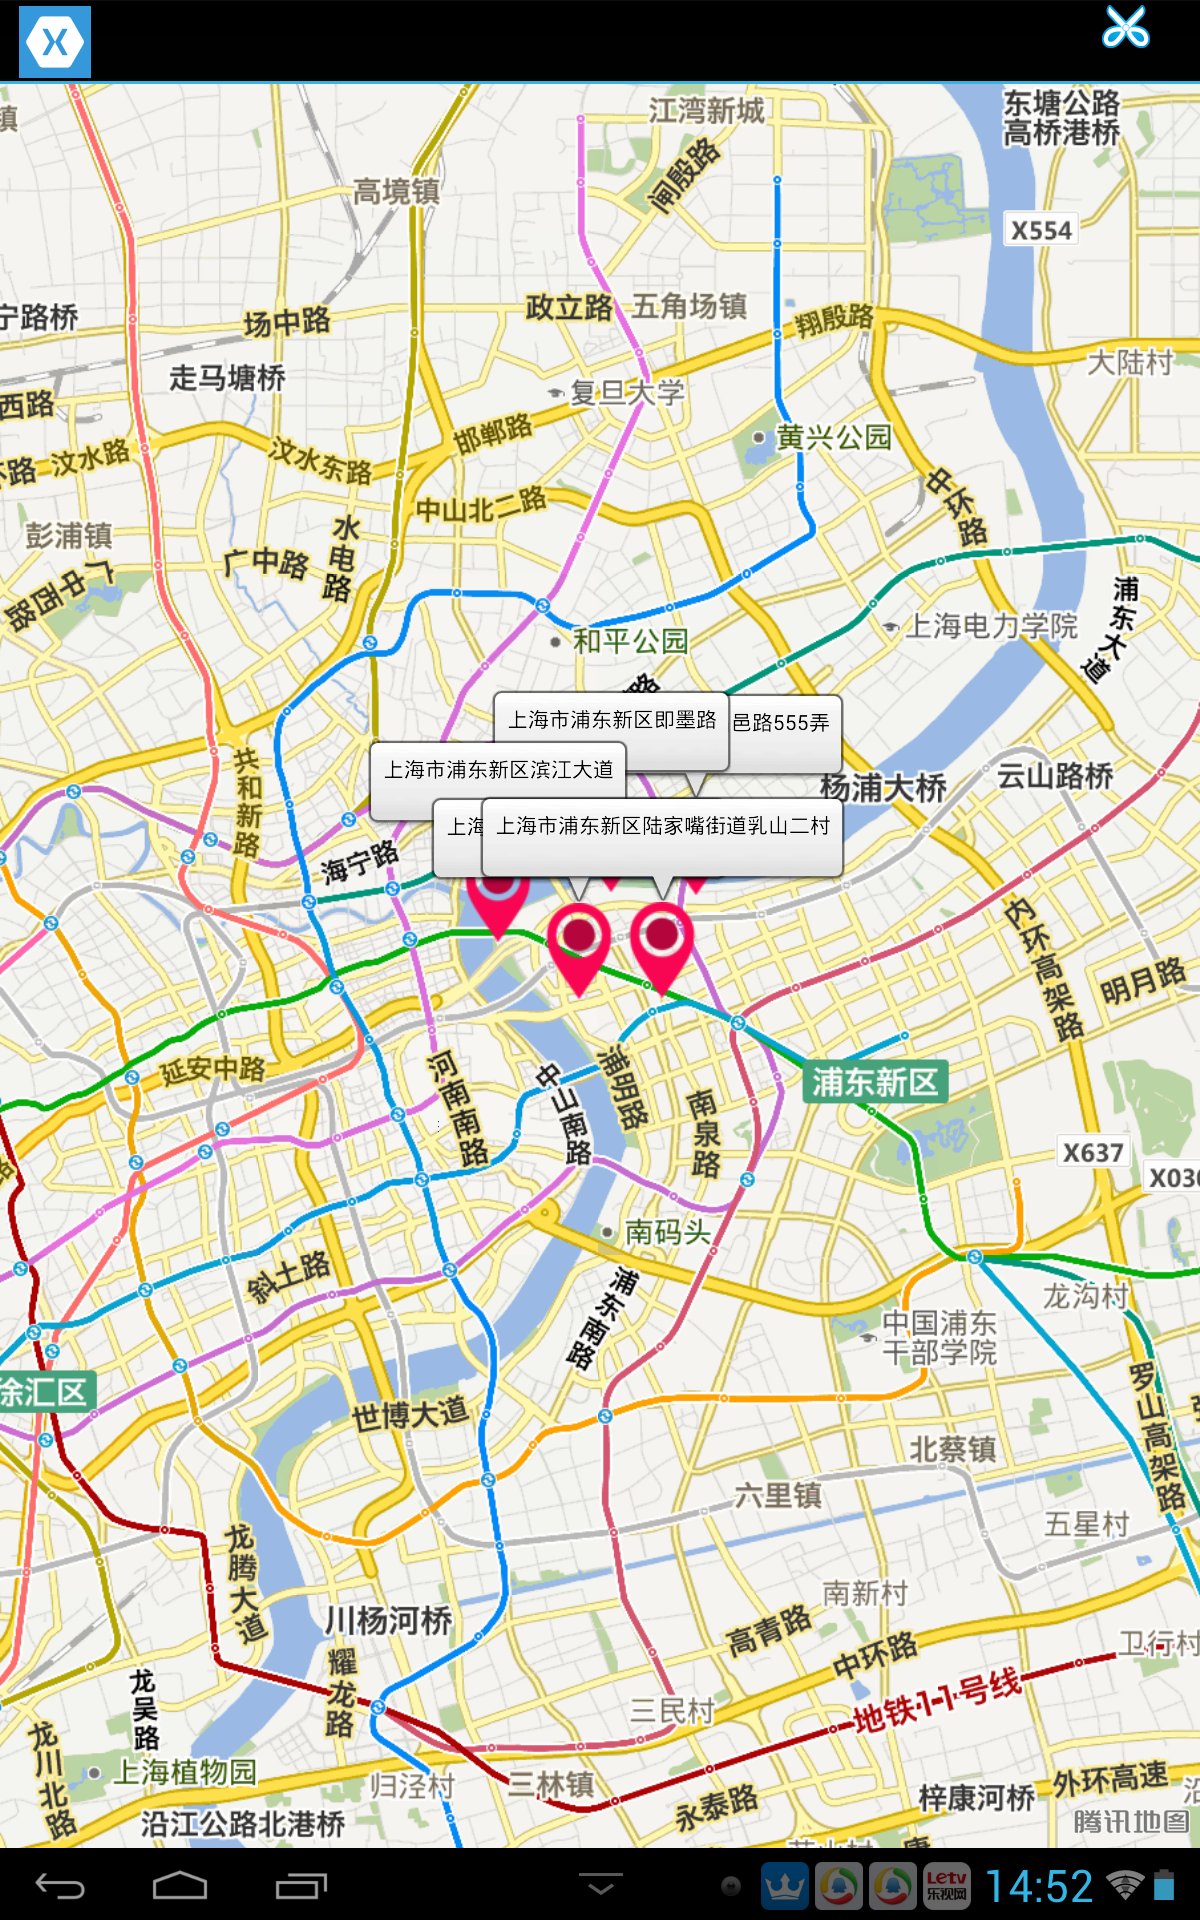 江湾新城
东塘公路
高桥港桥
镇
闸殷路
高境镇
X554
宁路桥
场中路
政立路
五角场镇
翔殷路
大陆村
走马塘桥
复旦大学
西路
黄兴公园
邯郸路
汶水路
汶水东路
中山北二路
中环路
彭浦镇
水电路
广中路
广中西路
浦东大道
上海电力学院
和平公园
路
上海市浦东新区即墨路
邑路555弄
上海市浦东新区滨江大道
共和新路
杨浦大桥
云山路桥
上海
上海市浦东新区陆家嘴街道乳山二村
海宁路
内环高架路
明月路
延安中路
河南南路
中山南路
浦明路
南泉路
浦东新区
X637
X036
南码头
斜土路
浦东南路
龙沟村
中国浦东
干部学院
徐汇区
世博大道
罗山高架路
北蔡镇
六里镇
五星村
龙腾大道
南新村
川杨河桥
高青路
中环路
卫行村
耀龙路
龙吴路
地铁11号线
三民村
龙川北路
上海植物园
归泾村
三林镇
永泰路
梓康河桥
外环高速
沿江公路北港桥
腾讯地图
Letv
乐视网
14:52